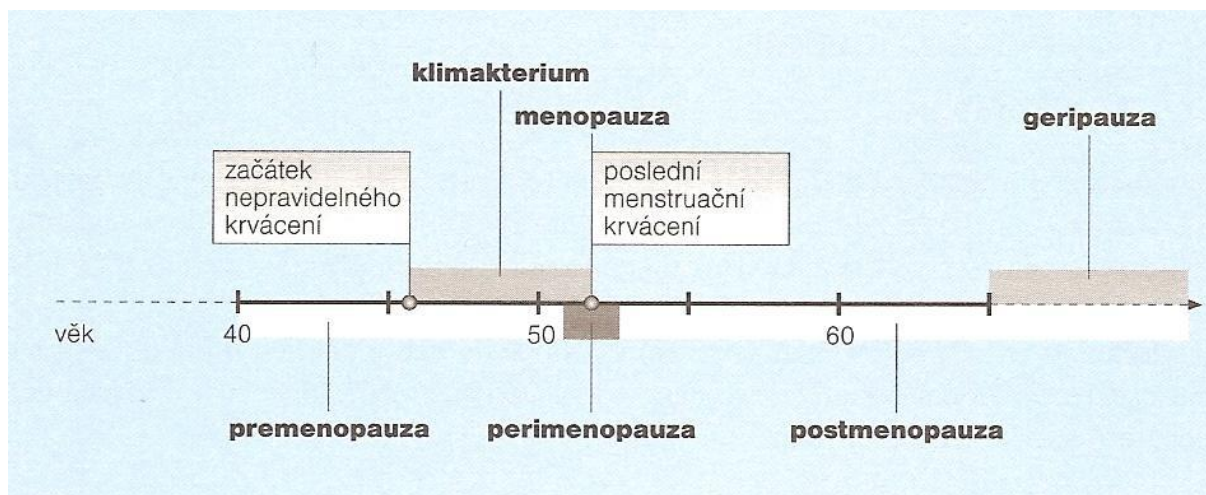 klimakterium
menopauza
geripauza
začátek
nepravidelného
krvácení
poslední
menstruační
krvácení
věk
40
50
60
premenopauza
perimenopauza
postmenopauza